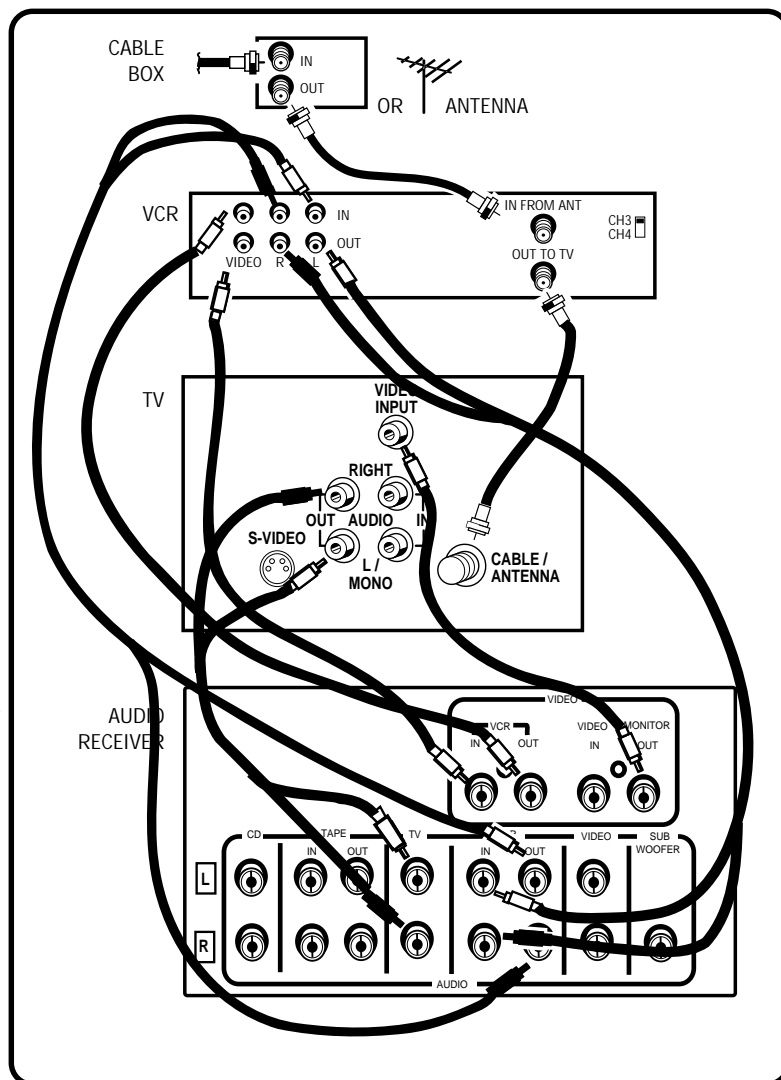 CABLE
BOX
IN
OUT
OR ANTENNA
VCR
IN
OUT
VIDEO R L
IN FROM ANT
OUT TO TV
CH3
CH4
TV
VIDEO
INPUT
RIGHT
OUT AUDIO IN
S-VIDEO
L /
MONO
CABLE /
ANTENNA
AUDIO
RECEIVER
VIDEO
VCR
IN OUT
VIDEO MONITOR
IN OUT
CD TAPE TV VIDEO SUB
WOOFER
IN OUT IN OUT
L
R
AUDIO